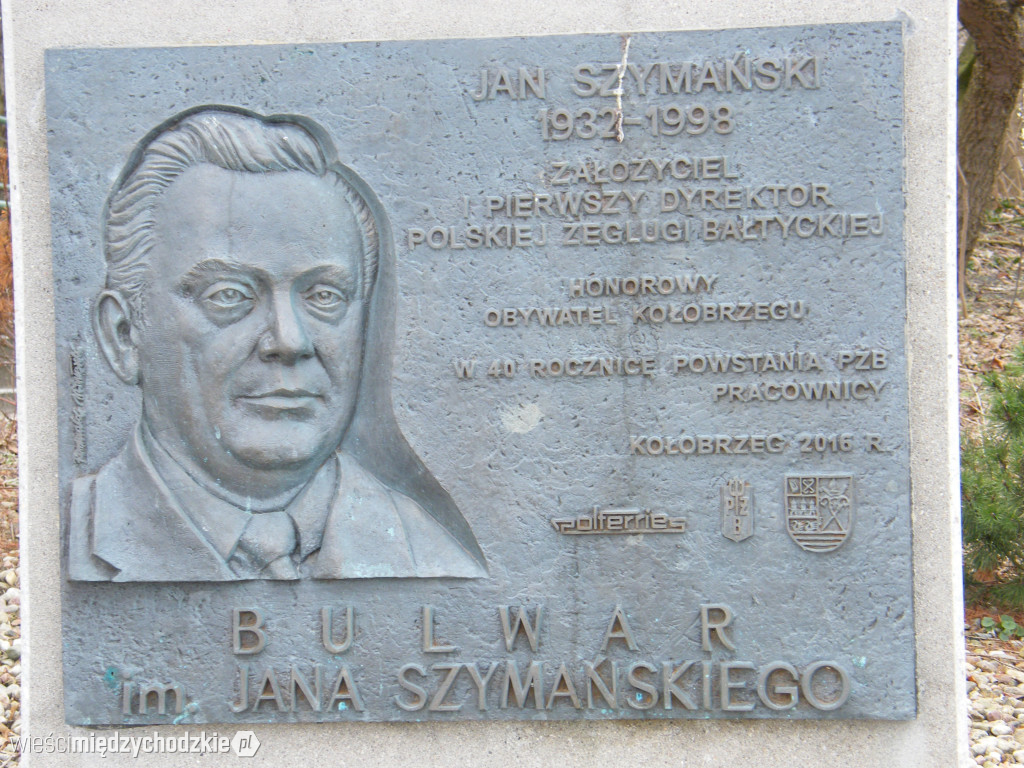 JAN SZYMAŃSKI
1932-1998
ZAŁOŻYCIEL
I PIERWSZY DYREKTOR
POLSKIEJ ŻEGLUGI BAŁTYCKIEJ
HONOROWY
OBYWATEL KOŁOBRZEGU
W 40 ROCZNICĘ POWSTANIA PŻB
PRACOWNICY
KOŁOBRZEG 2016 R.
polferries
PŻB
BULWAR
im. JANA SZYMAŃSKIEGO
wieścimiędzychodzkie.pl